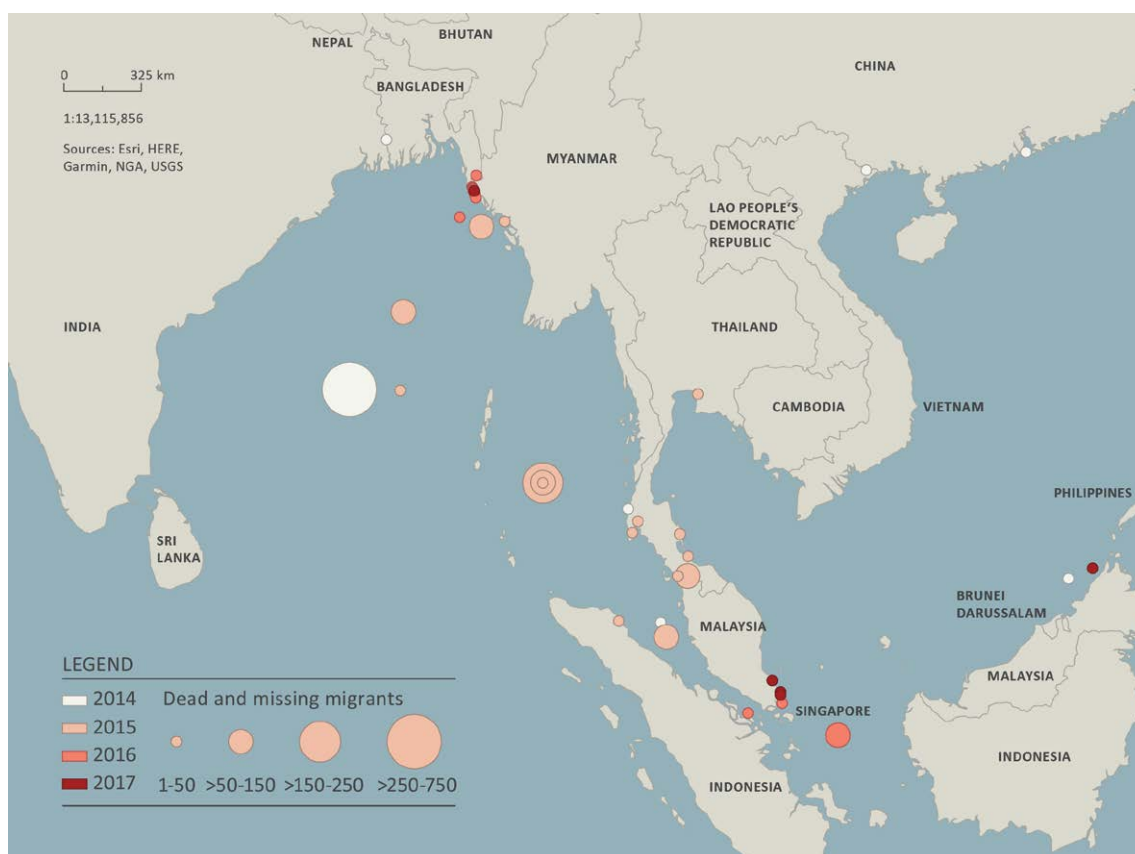 NEPAL
BHUTAN
CHINA
BANGLADESH
0 325 km
1:13,115,856
Sources: Esri, HERE,
Garmin, NGA, USGS
MYANMAR
LAO PEOPLE'S
DEMOCRATIC
REPUBLIC
INDIA
THAILAND
CAMBODIA
VIETNAM
PHILIPPINES
SRI
LANKA
BRUNEI
DARUSSALAM
MALAYSIA
MALAYSIA
SINGAPORE
INDONESIA
INDONESIA
LEGEND
2014 Dead and missing migrants
2015
2016
2017 1-50 >50-150 >150-250 >250-750